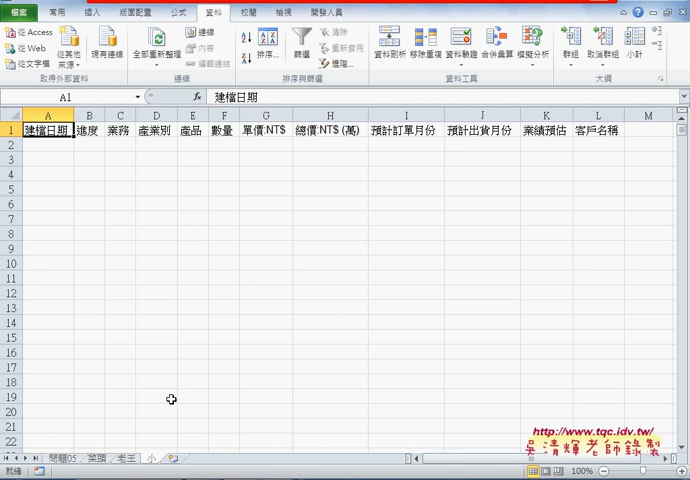 檔案 常用 插入 版面配置 公式 資料 校閱 檢視 開發人員
從 Access
從 Web
從文字檔
從其他
來源
現有連線
全部重新整理
連線
內容
編輯連結
排序...
篩選
清除
重新套用
進階...
資料剖析 移除重複 資料驗證 合併彙算 模擬分析
群組 取消群組 小計
取得外部資料 連線 排序與篩選 資料工具 大綱
A1 fx 建檔日期
A B C D E F G H I J K L M
1 建檔日期 進度 業務 產業別 產品 數量 單價:NT$ 總價:NT$ (萬) 預計訂單月份 預計出貨月份 業績預估 客戶名稱
2
3
4
5
6
7
8
9
10
11
12
13
14
15
16
17
18
19
20
21
22
http://www.tqc.idv.tw/
吳清輝老師錄製
問題05 菜頭 老王 小
就緒 100%